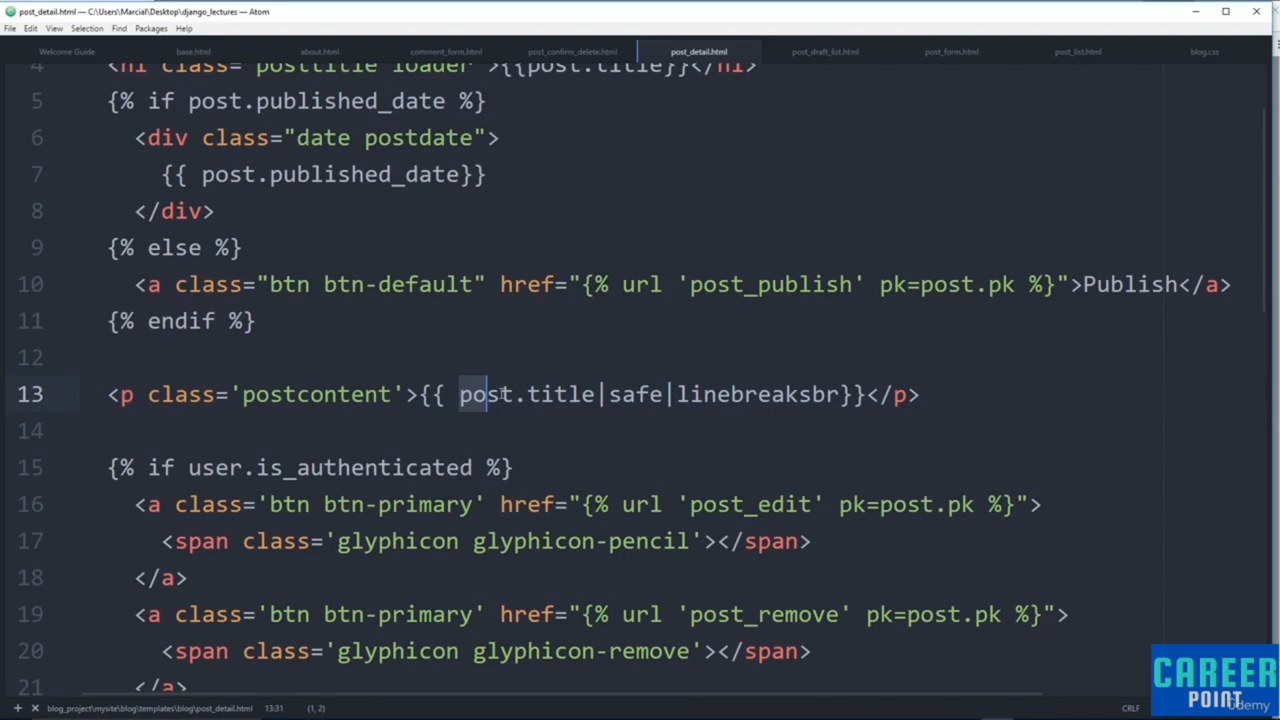 post_detail.html — C:\Users\Marcial\Desktop\django_lectures — Atom
File Edit View Selection Find Packages Help
Welcome Guide base.html about.html comment_form.html post_confirm_delete.html post_detail.html post_draft_list.html post_form.html post_list.html blog.css
4 <h1 class="posttitle loader">{{post.title}}</h1>
5 {% if post.published_date %}
6 <div class="date postdate">
7 {{ post.published_date}}
8 </div>
9 {% else %}
10 <a class="btn btn-default" href="{% url 'post_publish' pk=post.pk %}">Publish</a>
11 {% endif %}
12
13 <p class='postcontent'>{{ post.title|safe|linebreaksbr}}</p>
14
15 {% if user.is_authenticated %}
16 <a class='btn btn-primary' href="{% url 'post_edit' pk=post.pk %}">
17 <span class='glyphicon glyphicon-pencil'></span>
18 </a>
19 <a class='btn btn-primary' href="{% url 'post_remove' pk=post.pk %}">
20 <span class='glyphicon glyphicon-remove'></span>
21 </a>
CAREER
POINT
udemy
blog_project\mysite\blog\templates\blog\post_detail.html 13:31 (1, 2) CRLF